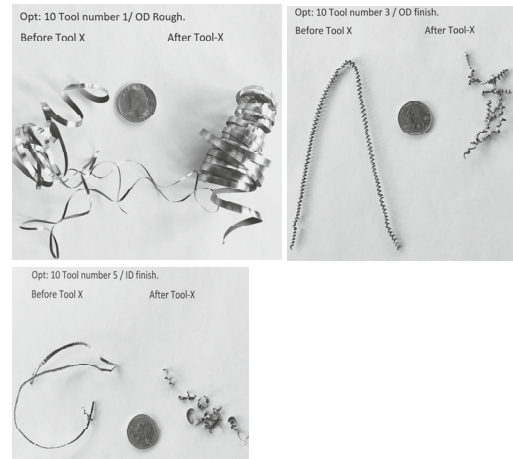 Opt: 10 Tool number 1/ OD Rough.
Before Tool X After Tool-X
Opt: 10 Tool number 3 / OD finish.
Before Tool X After Tool-X
Opt: 10 Tool number 5 / ID finish.
Before Tool X After Tool-X